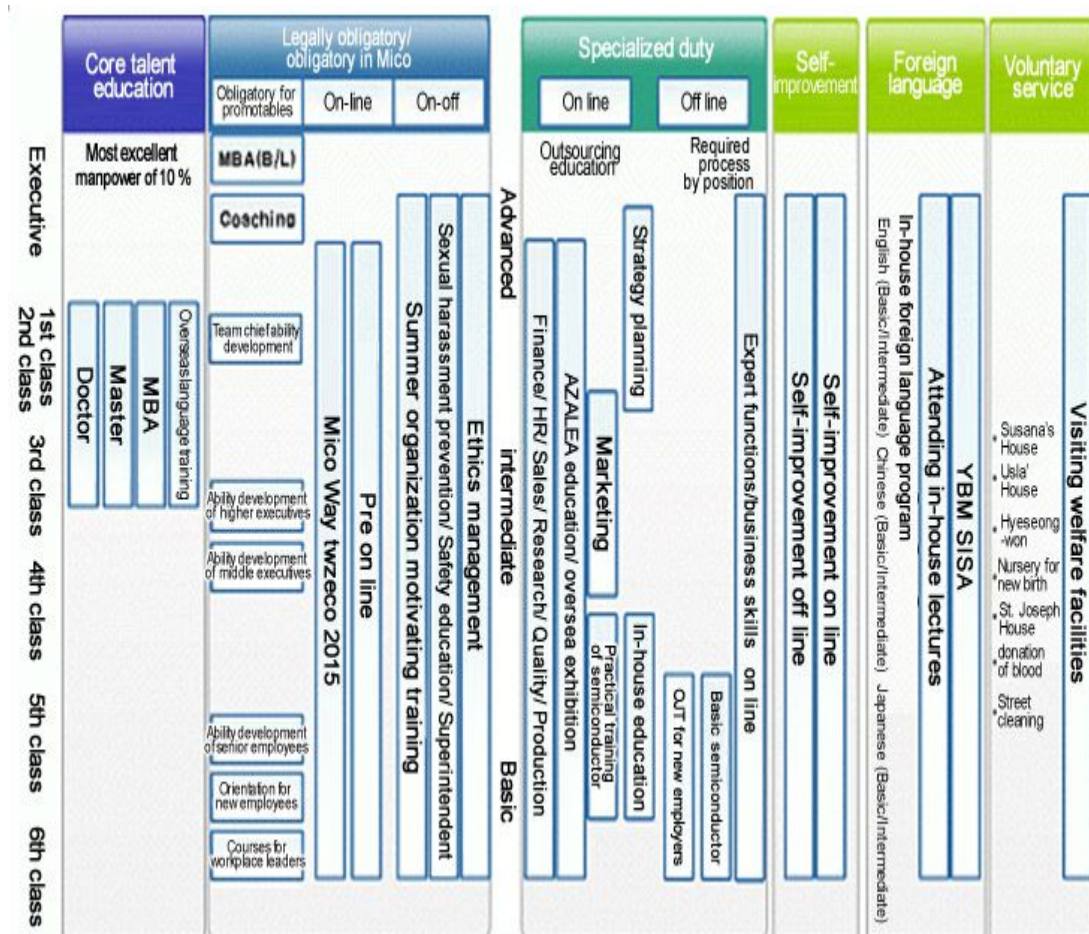 Core talent
education
Legally obligatory/
obligatory in Mico
Obligatory for
promotables
On-line
On-off
Specialized duty
On line
Off line
Self-
improvement
Foreign
language
Voluntary
service
Executive
1st class
2nd class
3rd class
4th class
5th class
6th class
Most excellent
manpower of 10 %
Doctor
Master
MBA
Overseas language training
MBA(B/L)
Cosching
Team chief ability
development
Ability development
of higher executives
Ability development
of middle executives
Ability development
of senior employees
Orientation for
new employees
Courses for
workplace leaders
Mico Way twzeco 2015
Pre on line
Summer organization motivating training
Sexual harassment prevention/ Safety education/ Superintendent
Ethics management
Advanced
intermediate
Basic
Outsourcing
education
Required
process
by position
Finance/ HR/ Sales/ Research/ Quality/ Production
AZALEA education/ oversea exhibition
Marketing
Practical training
of semiconductor
Strategy planning
In-house education
OJT for new employers
Basic semiconductor
Expert functions/business skills on line
Self-improvement off line
Self-improvement on line
English (Basic/Intermediate) Chinese (Basic/Intermediate) Japanese (Basic/Intermediate)
In-house foreign language program
Attending in-house lectures
YBM SISA
Susana's
House
Usla'
House
Hyeseong
-won
Nursery for
new birth
St. Joseph
House
donation
of blood
Street
cleaning
Visiting welfare facilities